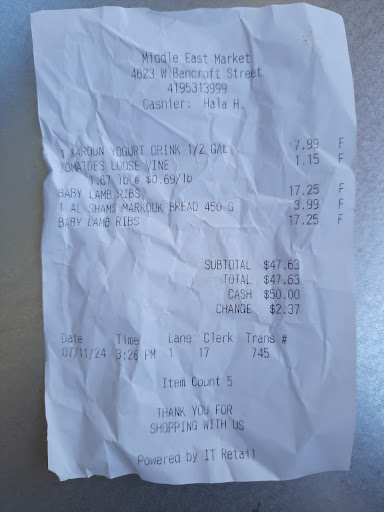 Middle East Market
4623 W Bancroft Street
4195313999
Cashier: Hala H.
1 KAROUN YOGURT DRINK 1/2 GAL 7.99 F
TOMATOES LOOSE VINE 1.15 F
1.67 lb @ $0.69/lb
BABY LAMB RIBS 17.25 F
1 AL SHAMS MARKOUK BREAD 450 G 3.99 F
BABY LAMB RIBS 17.25 F
SUBTOTAL $47.63
TOTAL $47.63
CASH $50.00
CHANGE $2.37
Date Time Lane Clerk Trans #
07/11/24 3:26 PM 1 17 745
Item Count 5
THANK YOU FOR
SHOPPING WITH US
Powered by IT Retail